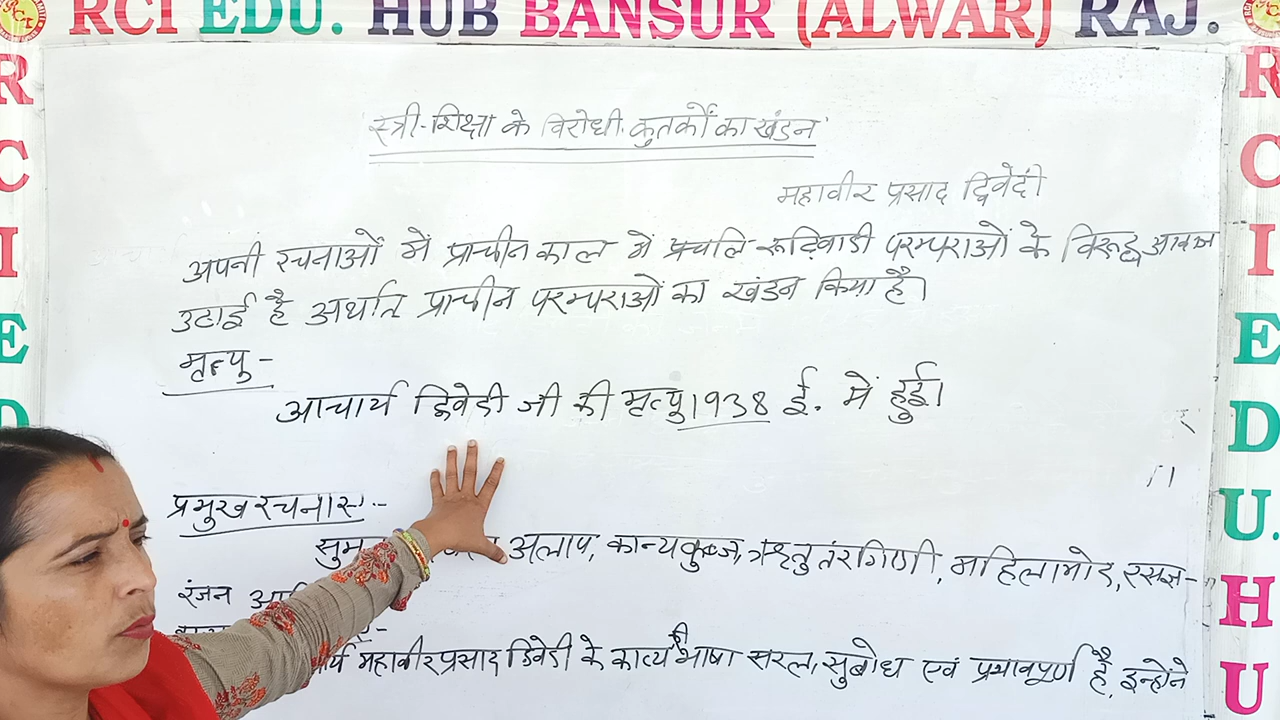 RCI EDU. HUB BANSUR (ALWAR) RAJ.
स्त्री-शिक्षा के विरोधी कुतर्कों का खंडन
महावीर प्रसाद द्विवेदी
अपनी रचनाओं में प्राचीन काल में प्रचलि-रूढ़िवाडी परम्पराओं के विरूद्ध आवाज
उटाई है अर्थात प्राचीन परम्पराओं का खंडन किया है।
मृत्यु -
आचार्य द्विवेदी जी की मृत्यु 1938 ई. में हुई।
प्रमुख रचनाए:-
सुम अलाप, कान्यकुब्ज, ऋतु तंरगिणी, महिलामोद, रसज्ञ-
रंजन
महावीरप्रसाद द्विवेदी के काव्य की भाषा सरल, सुबोध एवं प्रभावपूर्ण है, इन्होंने
R C I E D
R C I E D U. H U